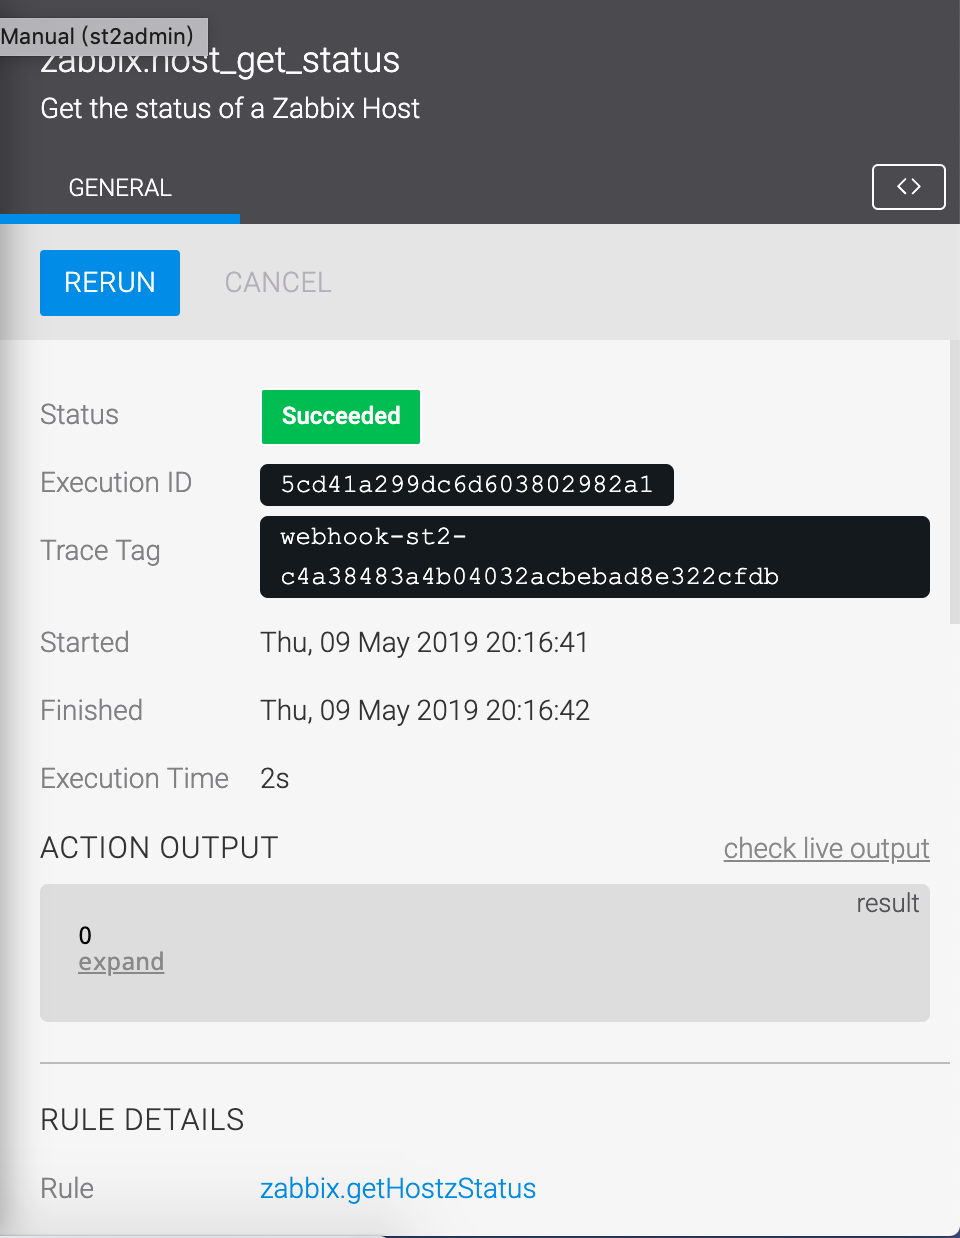 Manual (st2admin)
zabbix.host_get_status
Get the status of a Zabbix Host
GENERAL
<>
RERUN CANCEL
Status Succeeded
Execution ID 5cd41a299dc6d603802982a1
Trace Tag webhook-st2-
c4a38483a4b04032acbebad8e322cfdb
Started Thu, 09 May 2019 20:16:41
Finished Thu, 09 May 2019 20:16:42
Execution Time 2s
ACTION OUTPUT check live output
result
0
expand
RULE DETAILS
Rule zabbix.getHostzStatus